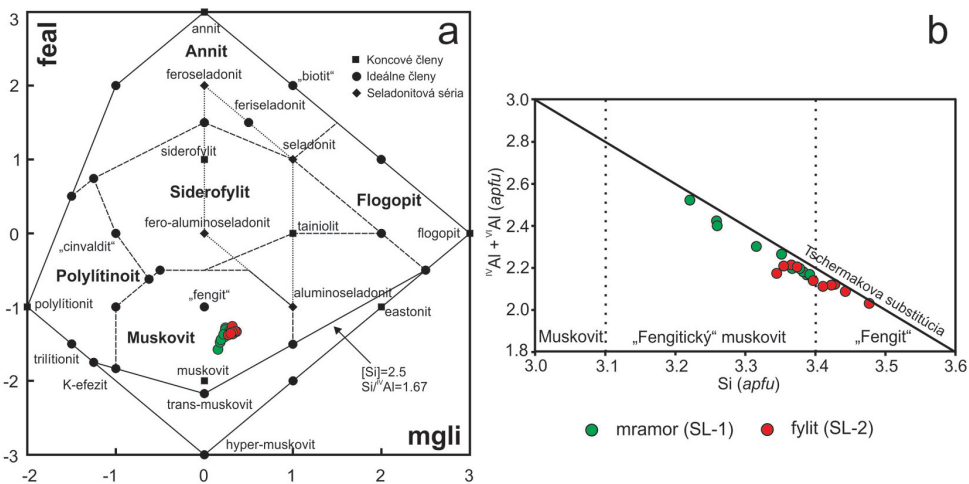 a
feal
3
2
1
0
-1
-2
-3
-2
-1
0
1
2
3
mgli
annit
Annit
■ Koncové členy
● Ideálne členy
◆ Seladonitová séria
feroseladonit
„biotit“
feriseladonit
seladonit
siderofylit
Siderofylit
Flogopit
fero-aluminoseladonit
tainiolit
flogopit
„cinvaldit“
Polylítinoit
polylítionit
„fengit“
aluminoseladonit
eastonit
Muskovit
trilítionit
K-efezit
muskovit
trans-muskovit
[Si]=2.5
Si/ⁱⱽAl=1.67
hyper-muskovit
b
3.0
2.8
2.6
2.4
2.2
2.0
1.8
ⁱⱽAl + ⱽⁱAl (apfu)
Tschermakova substitúcia
Muskovit
„Fengitický“ muskovit
„Fengit“
3.0
3.1
3.2
3.3
3.4
3.5
3.6
Si (apfu)
mramor (SL-1)
fylit (SL-2)